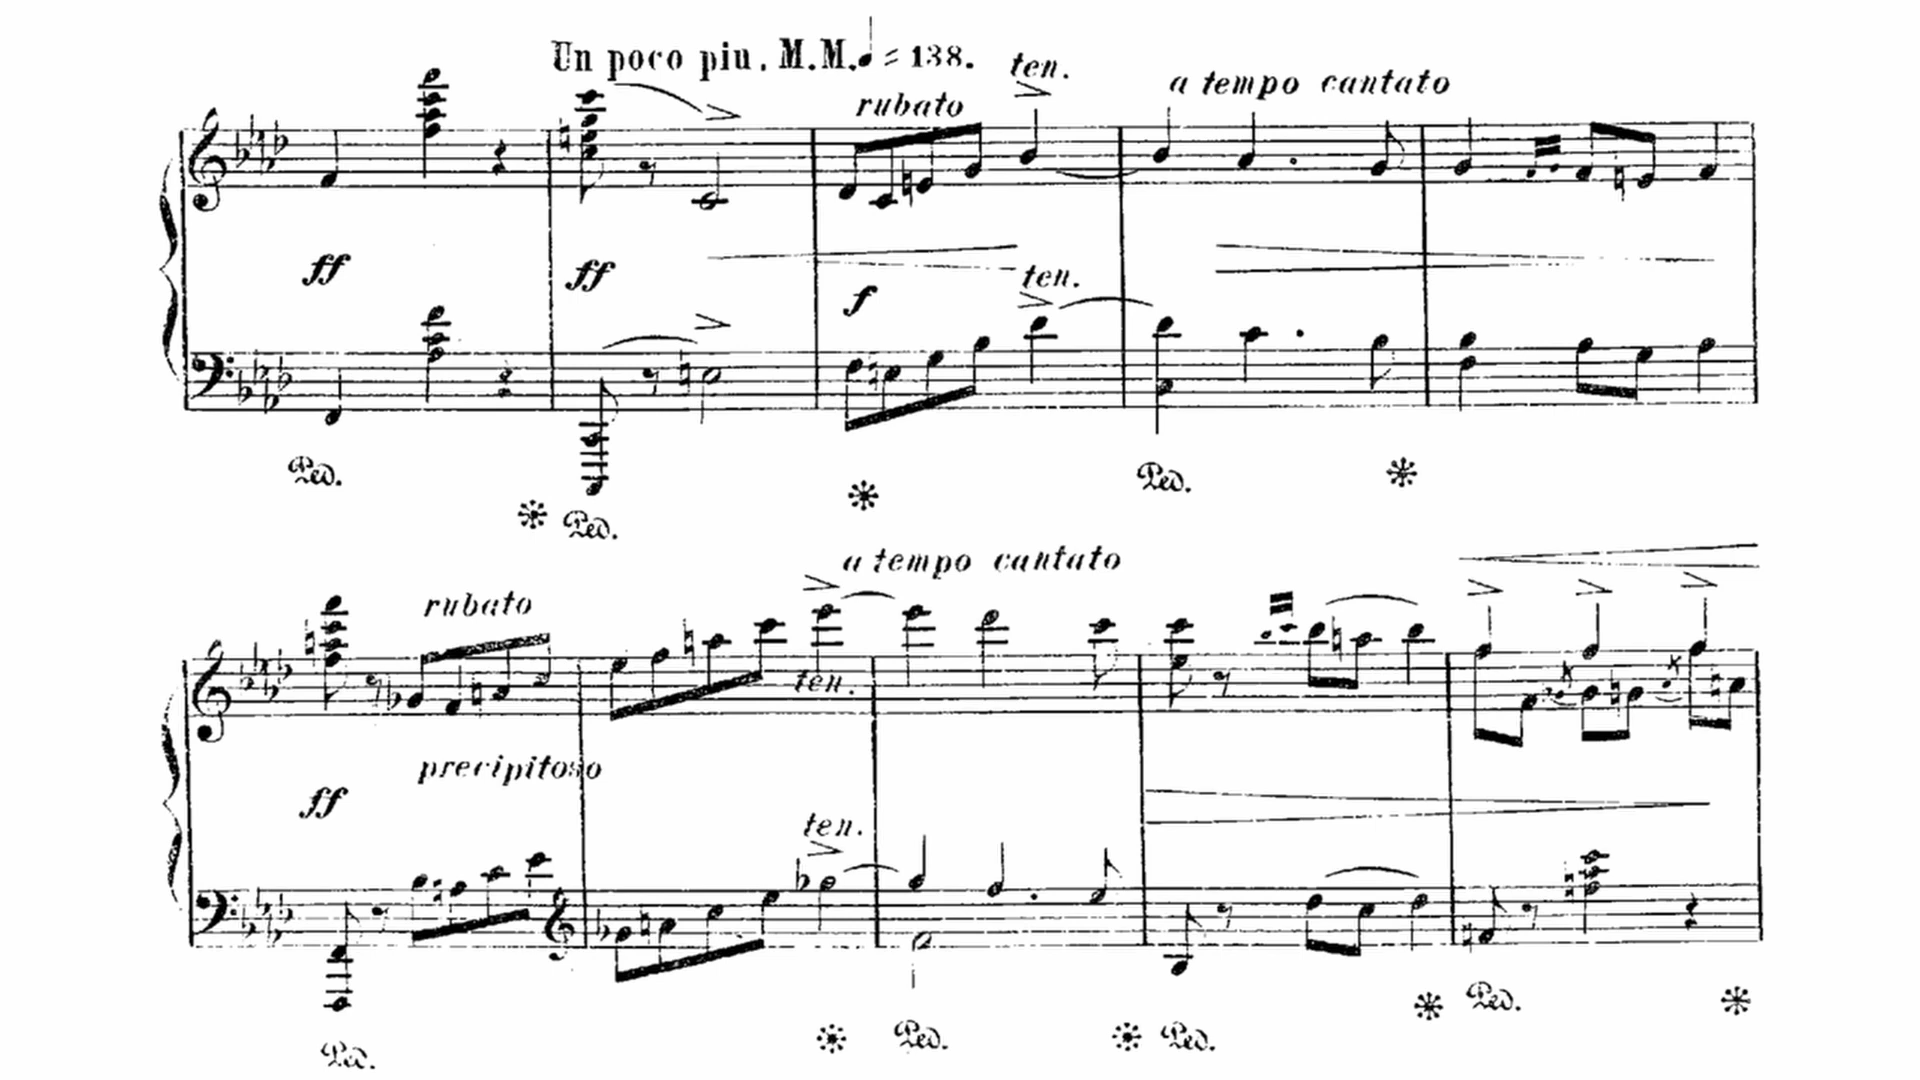 Un poco piu. M.M. ♩ = 138.
ten.
rubato
a tempo cantato
ff
ff
f
ten.
Ped.
Ped.
Ped.
a tempo cantato
rubato
ten.
precipitoso
ff
ten.
Ped.
Ped.
Ped.
Ped.